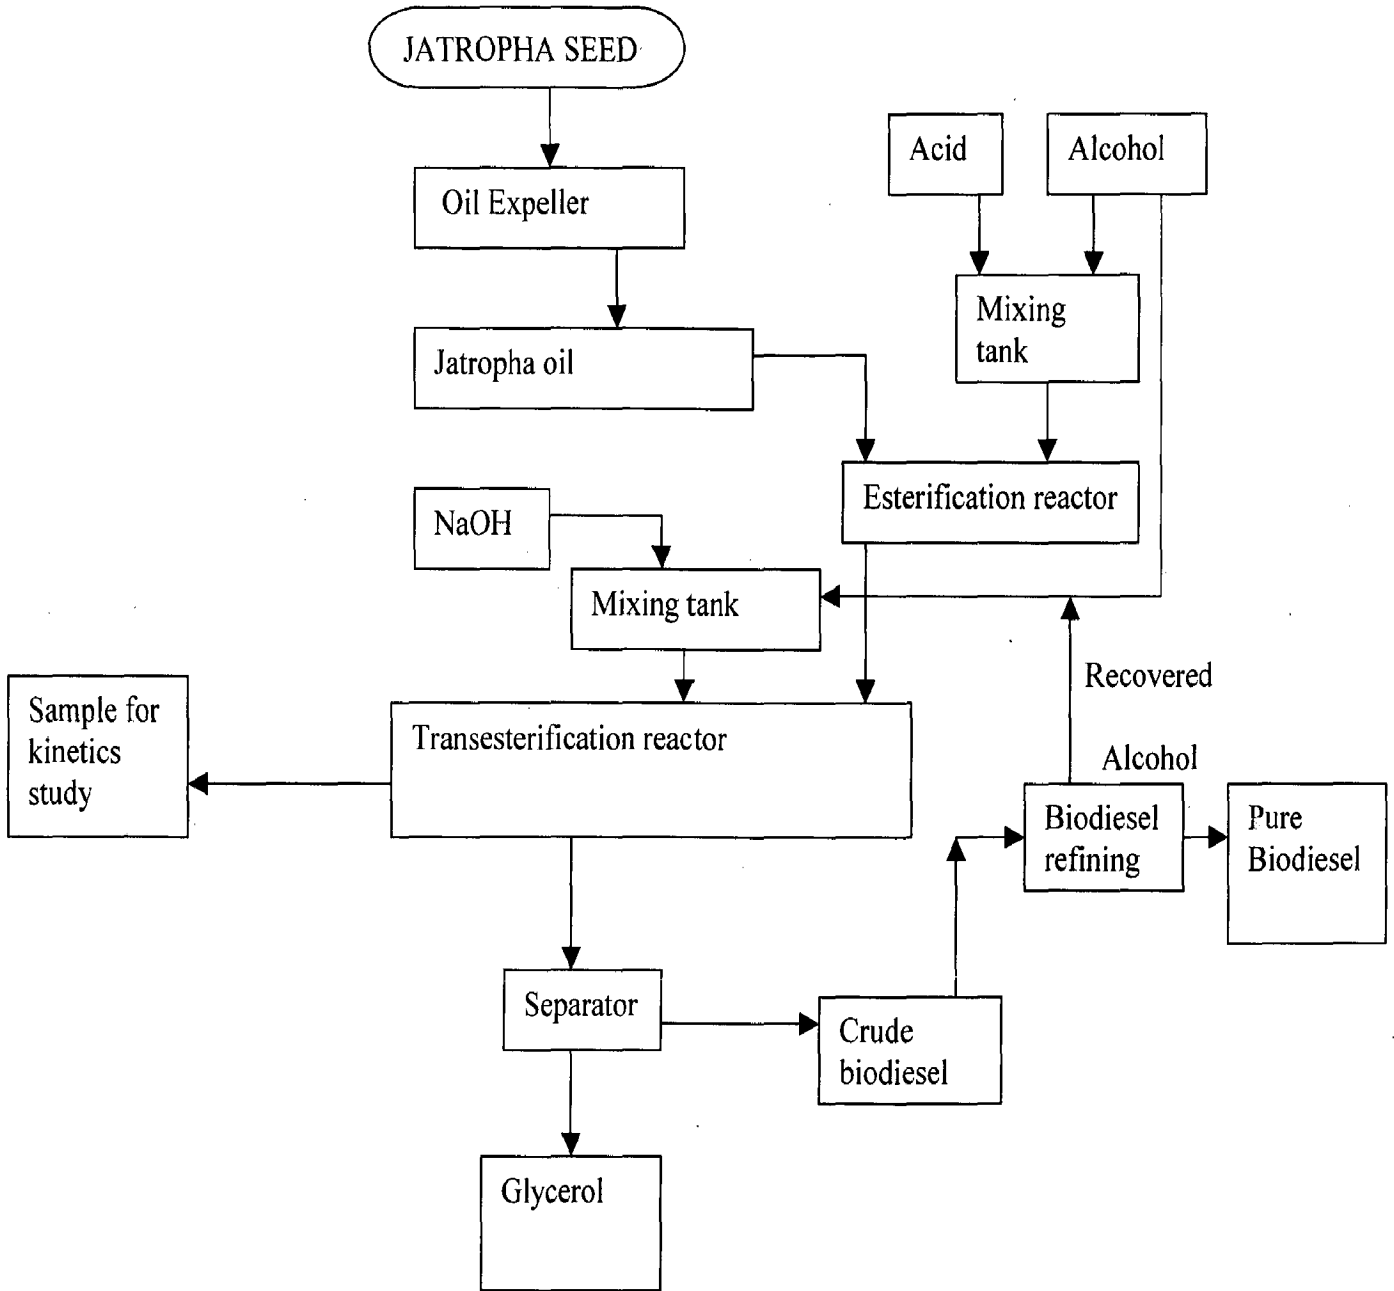 JATROPHA SEED
Acid
Alcohol
Oil Expeller
Mixing
tank
Jatropha oil
Esterification reactor
NaOH
Mixing tank
Recovered
Alcohol
Sample for
kinetics
study
Transesterification reactor
Biodesel
refining
Pure
Biodiesel
Separator
Crude
biodiesel
Glycerol